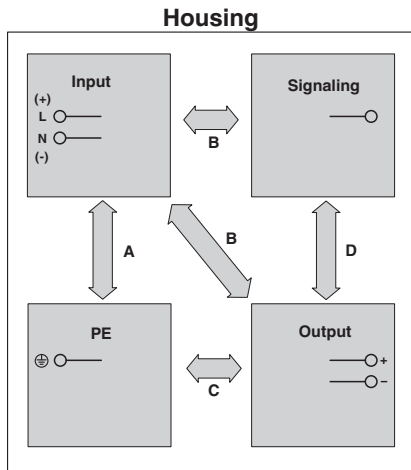 Housing
Input
(+)
L
N
(-)
Signaling
B
A
B
D
PE
Output
+
−
C